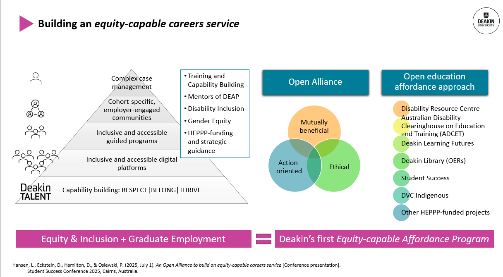 Building an equity-capable careers service
DEAKIN
UNIVERSITY
Complex case
management
Cohort specific,
employer-engaged
communities
Inclusive and accessible
guided programs
Inclusive and accessible digital
platforms
Deakin
TALENT
Capability building: RESPECT |BELONG| THRIVE
• Training and
Capability Building
• Mentors of DEAP
• Disability Inclusion
• Gender Equity
• HEPPP-funding
and strategic
guidance
Open Alliance
Mutually
beneficial
Action
oriented
Ethical
Open education
affordance approach
Disability Resource Centre
Australian Disability
Clearinghouse on Education
and Training (ADCET)
Deakin Learning Futures
Deakin Library (OERs)
Student Success
DVC Indigenous
Other HEPPP-funded projects
Equity & Inclusion + Graduate Employment
=
Deakin's first Equity-capable Affordance Program
Hansen, L., Eckstein, D., Hamilton, D., & Oslewski, P. (2025, July 1). An Open Alliance to build an equity-capable careers service [Conference presentation].
Student Success Conference 2025, Cairns, Australia.